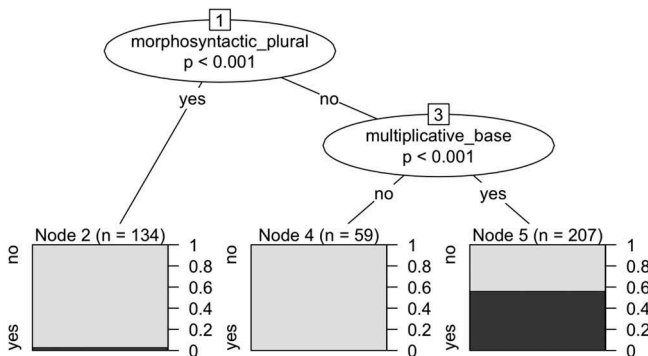 1
morphosyntactic_plural
p < 0.001
yes
no
3
multiplicative_base
p < 0.001
no
yes
Node 2 (n = 134)
no
yes
1
0.8
0.6
0.4
0.2
0
Node 4 (n = 59)
no
yes
1
0.8
0.6
0.4
0.2
0
Node 5 (n = 207)
no
yes
1
0.8
0.6
0.4
0.2
0